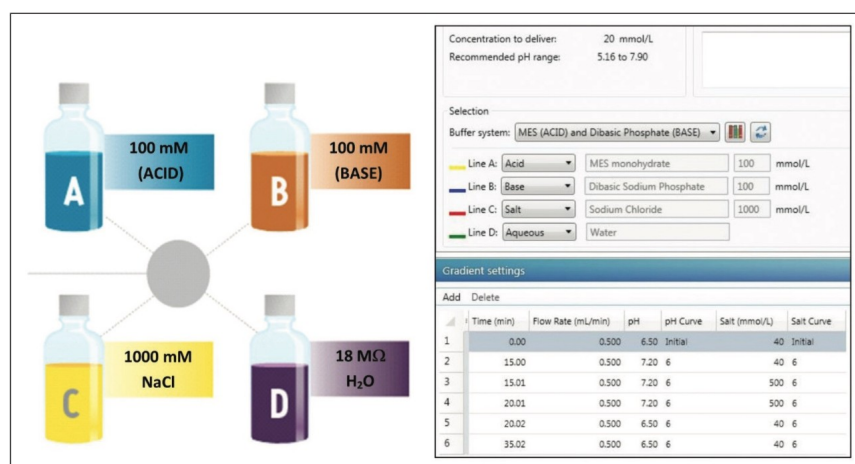 A
100 mM
(ACID)
B
100 mM
(BASE)
C
1000 mM
NaCl
D
18 MΩ
H₂O
Concentration to deliver: 20 mmol/L
Recommended pH range: 5.16 to 7.90
Selection
Buffer system: MES (ACID) and Dibasic Phosphate (BASE)
Line A: Acid MES monohydrate 100 mmol/L
Line B: Base Dibasic Sodium Phosphate 100 mmol/L
Line C: Salt Sodium Chloride 1000 mmol/L
Line D: Aqueous Water
Gradient settings
Add Delete
Time (min) Flow Rate (mL/min) pH pH Curve Salt (mmol/L) Salt Curve
1 0.00 0.500 6.50 Initial 40 Initial
2 15.00 0.500 7.20 6 40 6
3 15.01 0.500 7.20 6 500 6
4 20.01 0.500 7.20 6 500 6
5 20.02 0.500 6.50 6 40 6
6 35.02 0.500 6.50 6 40 6